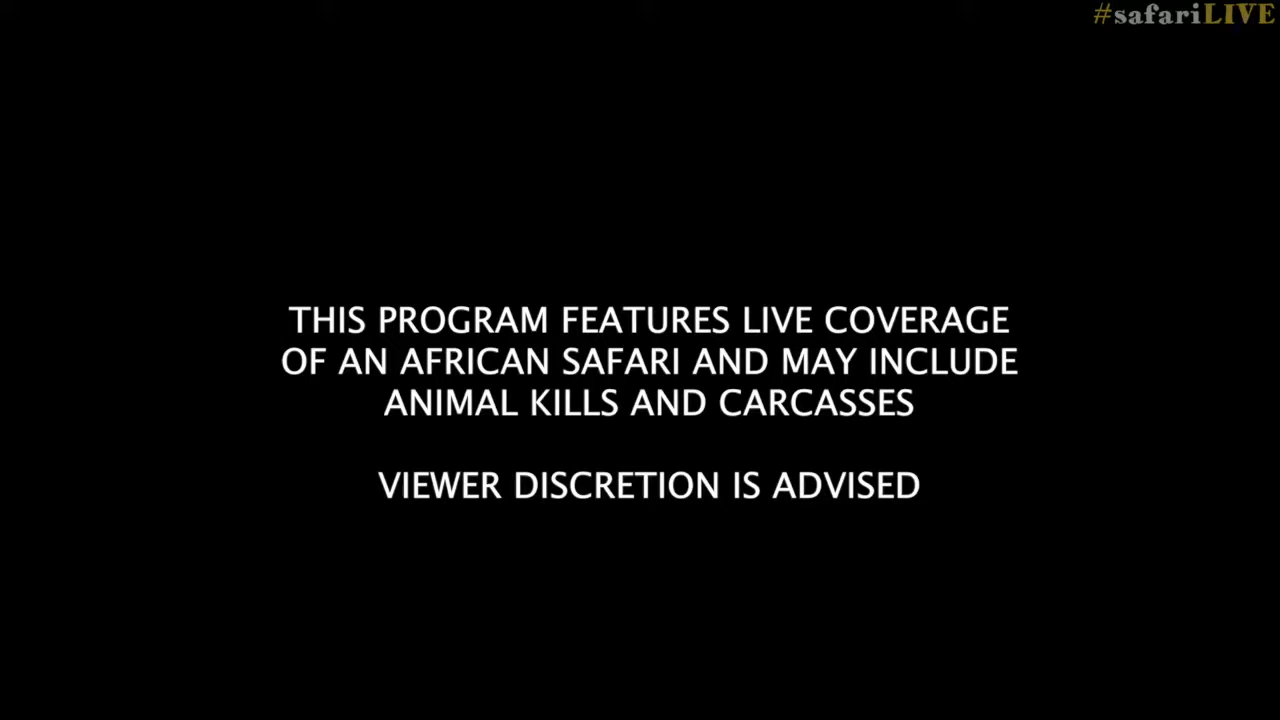 #safariLIVE
THIS PROGRAM FEATURES LIVE COVERAGE
OF AN AFRICAN SAFARI AND MAY INCLUDE
ANIMAL KILLS AND CARCASSES
VIEWER DISCRETION IS ADVISED